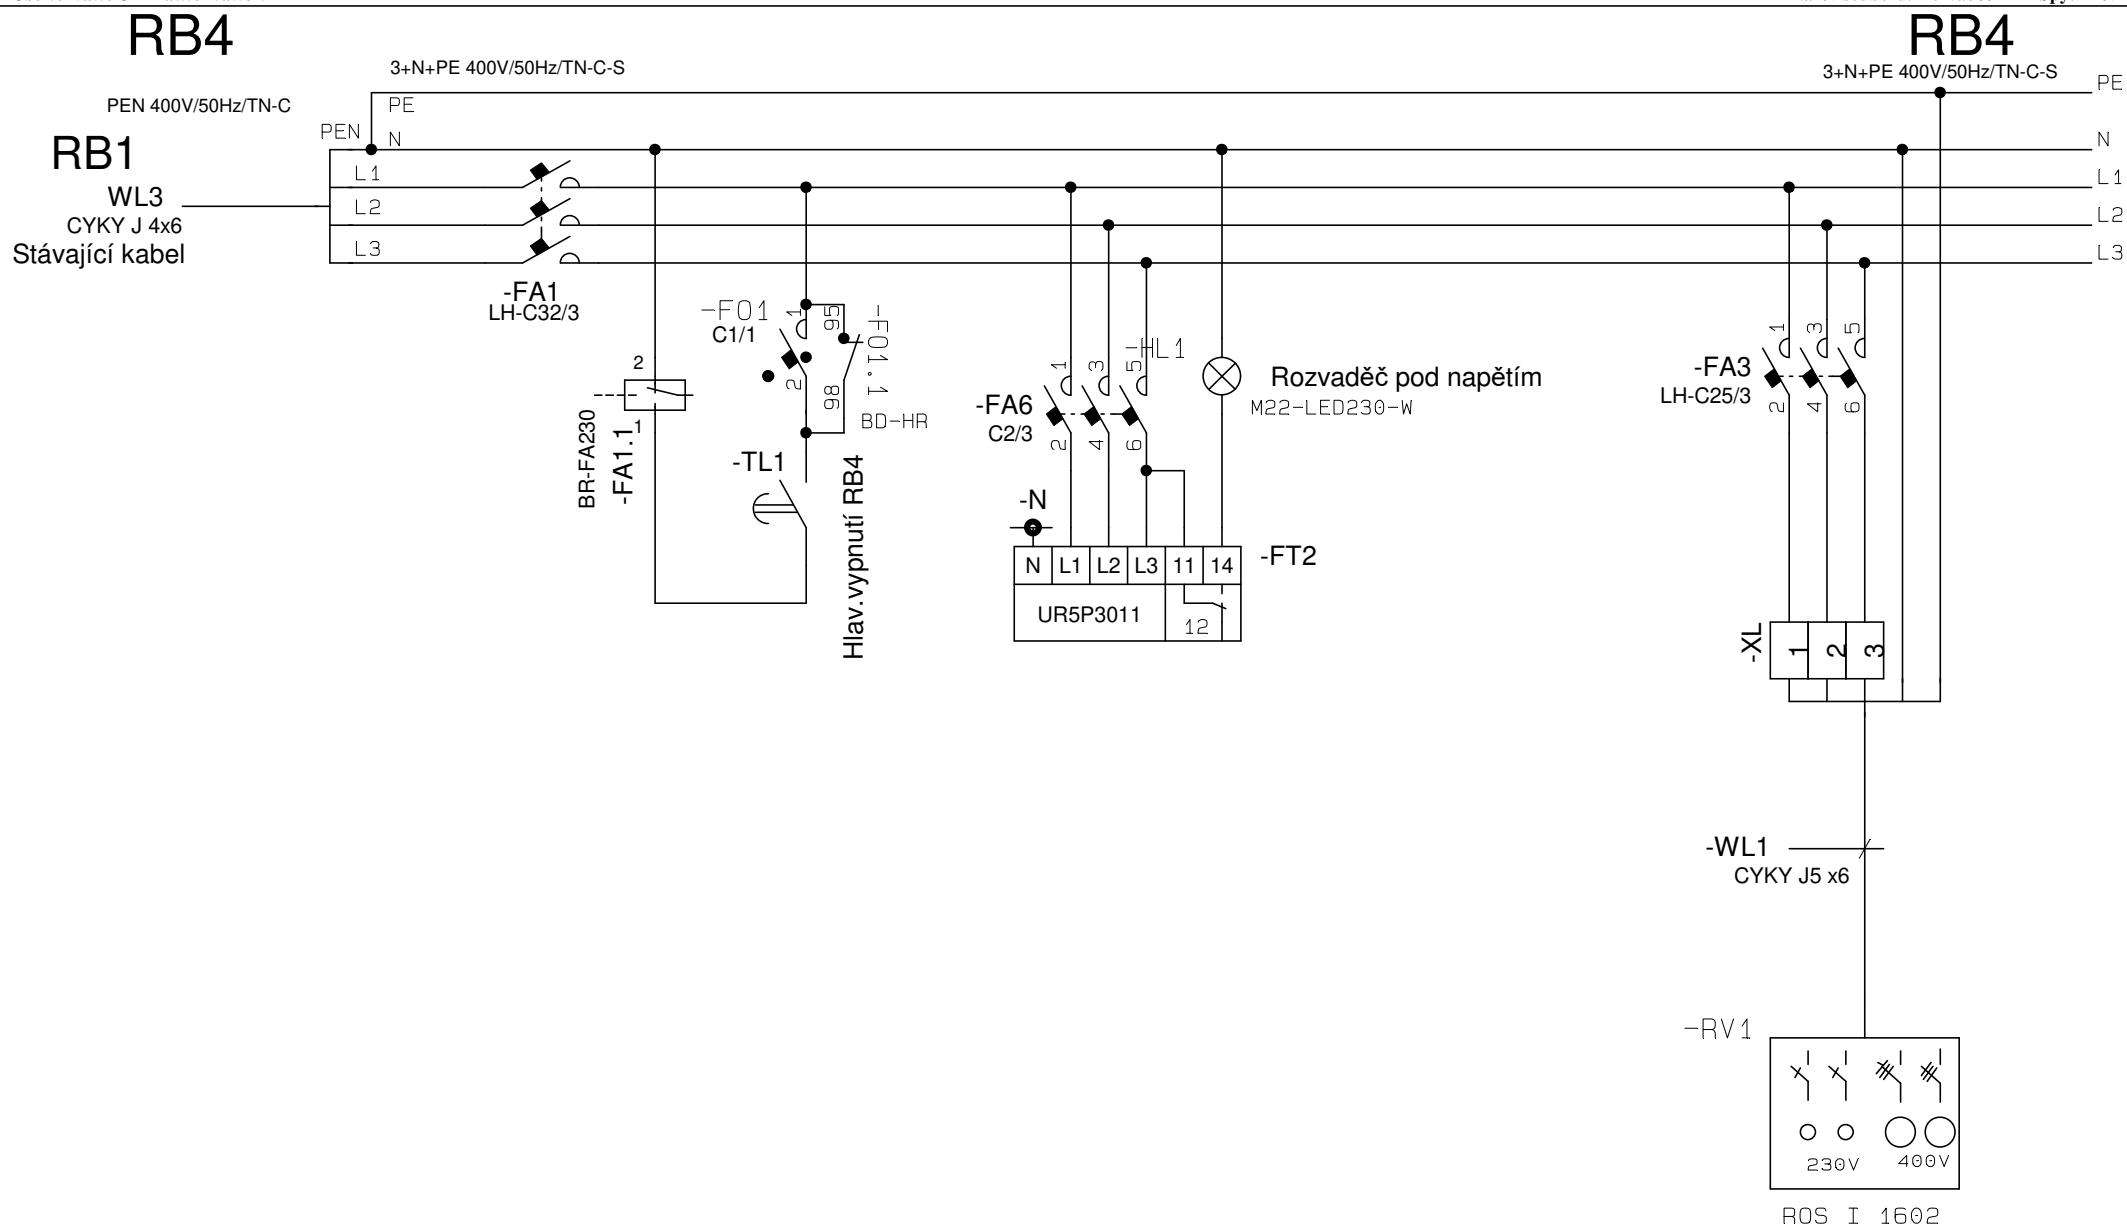 RB4
RB4
3+N+PE 400V/50Hz/TN-C-S
3+N+PE 400V/50Hz/TN-C-S
PEN 400V/50Hz/TN-C
PE
PE
PEN
N
N
RB1
L1
L1
WL3
L2
L2
CYKY J 4x6
Stávající kabel
L3
L3
-FA1
LH-C32/3
-F01
C1/1
1
2
95
96
-F01.1
BD-HR
2
1
BR-FA230
-FA1.1
-TL1
Hlav.vypnutí RB4
-HL1
Rozvaděč pod napětím
M22-LED230-W
-FA6
C2/3
1
3
5
2
4
6
-N
N
L1
L2
L3
11
14
-FT2
UR5P3011
12
-FA3
LH-C25/3
1
3
5
2
4
6
-XL
1
2
3
-WL1
CYKY J5 x6
-RV1
230V
400V
ROS I 1602